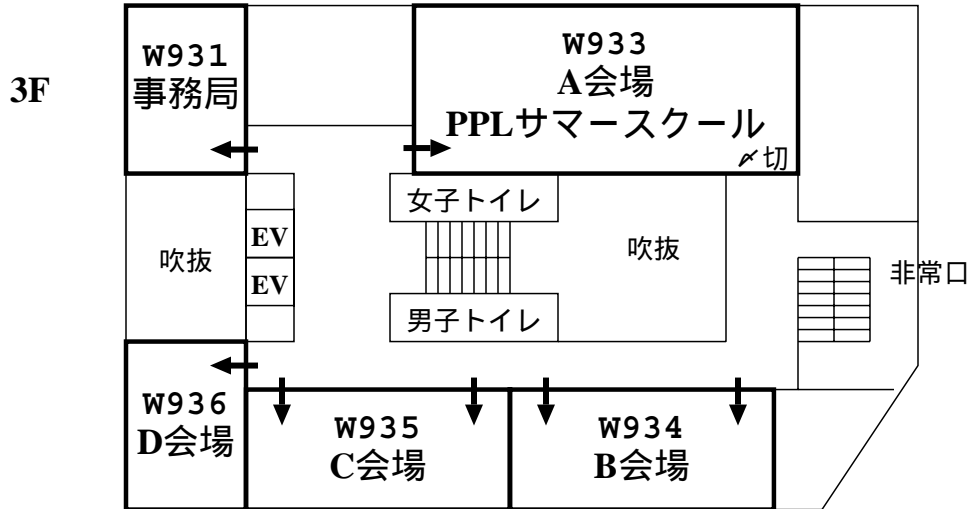 3F
W931
事務局
W933
A会場
PPLサマースクール
〆切
女子トイレ
吹抜
EV
EV
吹抜
非常口
男子トイレ
W936
D会場
W935
C会場
W934
B会場